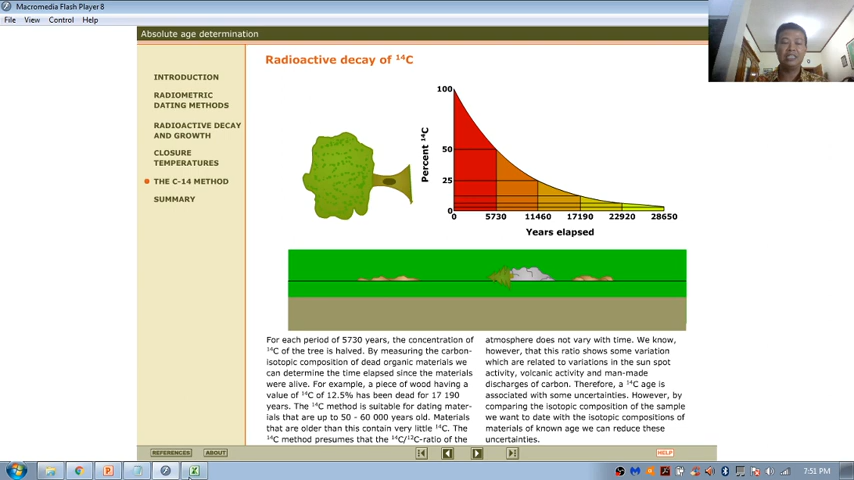 Macromedia Flash Player 8
File View Control Help
Absolute age determination
INTRODUCTION
RADIOMETRIC
DATING METHODS
RADIOACTIVE DECAY
AND GROWTH
CLOSURE
TEMPERATURES
THE C-14 METHOD
SUMMARY
Radioactive decay of ¹⁴C
Percent ¹⁴C
100
50
25
0
0 5730 11460 17190 22920 28650
Years elapsed
For each period of 5730 years, the concentration of
¹⁴C of the tree is halved. By measuring the carbon-
isotopic composition of dead organic materials we
can determine the time elapsed since the materials
were alive. For example, a piece of wood having a
value of ¹⁴C of 12.5% has been dead for 17 190
years. The ¹⁴C method is suitable for dating mater-
ials that are up to 50 - 60 000 years old. Materials
that are older than this contain very little ¹⁴C. The
¹⁴C method presumes that the ¹⁴C/¹²C-ratio of the
atmosphere does not vary with time. We know,
however, that this ratio shows some variation
which are related to variations in the sun spot
activity, volcanic activity and man-made
discharges of carbon. Therefore, a ¹⁴C age is
associated with some uncertainties. However, by
comparing the isotopic composition of the sample
we want to date with the isotopic compositions of
materials of known age we can reduce these
uncertainties.
REFERENCES ABOUT HELP
7:51 PM